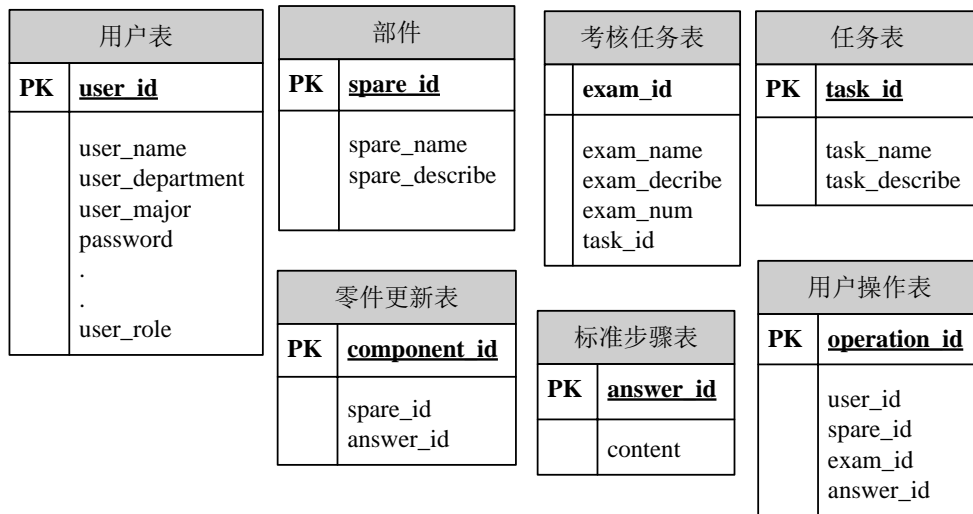 用户表
PK user_id
user_name
user_department
user_major
password
.
.
user_role
部件
PK spare_id
spare_name
spare_describe
考核任务表
exam_id
exam_name
exam_decribe
exam_num
task_id
任务表
PK task_id
task_name
task_describe
零件更新表
PK component_id
spare_id
answer_id
标准步骤表
PK answer_id
content
用户操作表
PK operation_id
user_id
spare_id
exam_id
answer_id